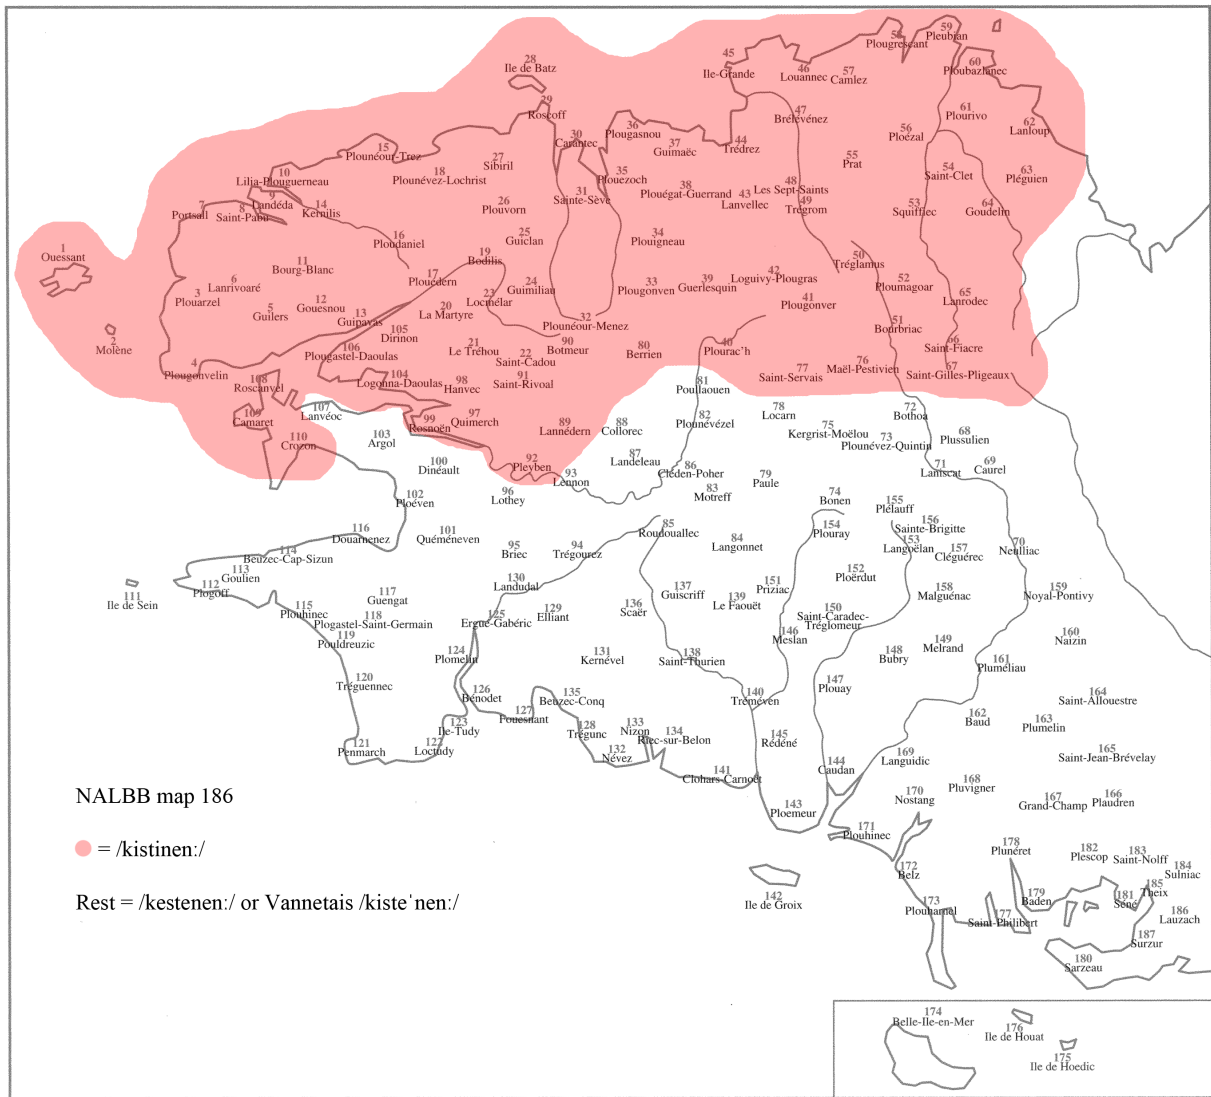 28
Ile de Batz
29
Roscoff
30
Carantec
36
Plougasnou
37
Guimaëc
44
Trédrez
45
Ile-Grande
46
Louannec
57
Camlez
58
Plougrescant
59
Pleubian
60
Ploubazlanec
61
Plourivo
62
Lanloup
47
Brélévénez
56
Ploëzal
55
Prat
54
Saint-Clet
63
Pléguien
15
Plounéour-Trez
10
Lilia-Plouguerneau
18
Plounévez-Lochrist
27
Sibiril
35
Plouezoch
31
Sainte-Sève
38
Plouégat-Guerrand
43
Lanvellec
48
Les Sept-Saints
49
Trégrom
53
Squiffiec
64
Goudelin
7
Portsall
8
Saint-Pabu
9
Landéda
14
Kernilis
26
Plouvorn
25
Guiclan
34
Plouigneau
16
Ploudaniel
1
Ouessant
11
Bourg-Blanc
19
Bodilis
50
Tréglamus
6
Lanrivoaré
3
Plouarzel
17
Plouédern
24
Guimiliau
33
Plougonven
39
Guerlesquin
42
Loguivy-Plougras
52
Ploumagoar
65
Lanrodec
5
Guilers
12
Gouesnou
13
Guipavas
20
La Martyre
23
Locmélar
32
Plounéour-Menez
41
Plougonver
51
Bourbriac
2
Molène
105
Dirinon
106
Plougastel-Daoulas
21
Le Tréhou
22
Saint-Cadou
90
Botmeur
80
Berrien
40
Plourac'h
66
Saint-Fiacre
4
Plougonvelin
108
Roscanvel
104
Logonna-Daoulas
98
Hanvec
91
Saint-Rivoal
81
Poullaouen
77
Saint-Servais
76
Maël-Pestivien
67
Saint-Gilles-Pligeaux
107
Lanvéoc
109
Camaret
110
Crozon
103
Argol
99
Rosnoën
97
Quimerch
89
Lannédern
88
Collorec
82
Plounévézel
78
Locarn
75
Kergrist-Moëlou
73
Plounévez-Quintin
72
Bothoa
68
Plussulien
100
Dinéault
92
Pleyben
93
Lennon
87
Landeleau
86
Cléden-Poher
83
Motreff
79
Paule
71
Laniscat
69
Caurel
102
Ploéven
96
Lothey
74
Bonen
155
Plélauff
116
Douarnenez
101
Quéméneven
95
Briec
94
Trégourez
85
Roudouallec
84
Langonnet
154
Plouray
156
Sainte-Brigitte
153
Langoëlan
157
Cléguérec
70
Neulliac
114
Beuzec-Cap-Sizun
113
Goulien
112
Plogoff
111
Ile de Sein
130
Landudal
137
Guiscriff
139
Le Faouët
151
Priziac
152
Ploërdut
158
Malguénac
159
Noyal-Pontivy
115
Plouhinec
117
Guengat
118
Plogastel-Saint-Germain
125
Ergué-Gabéric
129
Elliant
136
Scaër
150
Saint-Caradec-
Tréglomeur
119
Pouldreuzic
124
Plomelin
131
Kernével
138
Saint-Thurien
146
Meslan
148
Bubry
149
Melrand
160
Naizin
161
Pluméliau
120
Tréguennec
126
Bénodet
135
Beuzec-Conq
140
Tréméven
147
Plouay
164
Saint-Allouestre
127
Fouesnant
123
Ile-Tudy
128
Trégunc
133
Nizon
134
Riec-sur-Belon
145
Rédéné
162
Baud
163
Plumelin
121
Penmarch
122
Loctudy
132
Névez
141
Clohars-Carnoët
144
Caudan
169
Languidic
165
Saint-Jean-Brévelay
NALBB map 186
143
Ploemeur
170
Nostang
168
Pluvigner
167
Grand-Champ
166
Plaudren
= /kistinen:/
171
Plouhinec
178
Plunéret
182
Plescop
183
Saint-Nolff
184
Sulniac
Rest = /kestenen:/ or Vannetais /kisteˈnen:/
142
Ile de Groix
172
Belz
173
Plouharnel
177
Saint-Philibert
179
Baden
181
Séné
185
Theix
186
Lauzach
187
Surzur
180
Sarzeau
174
Belle-Ile-en-Mer
176
Ile de Houat
175
Ile de Hoedic